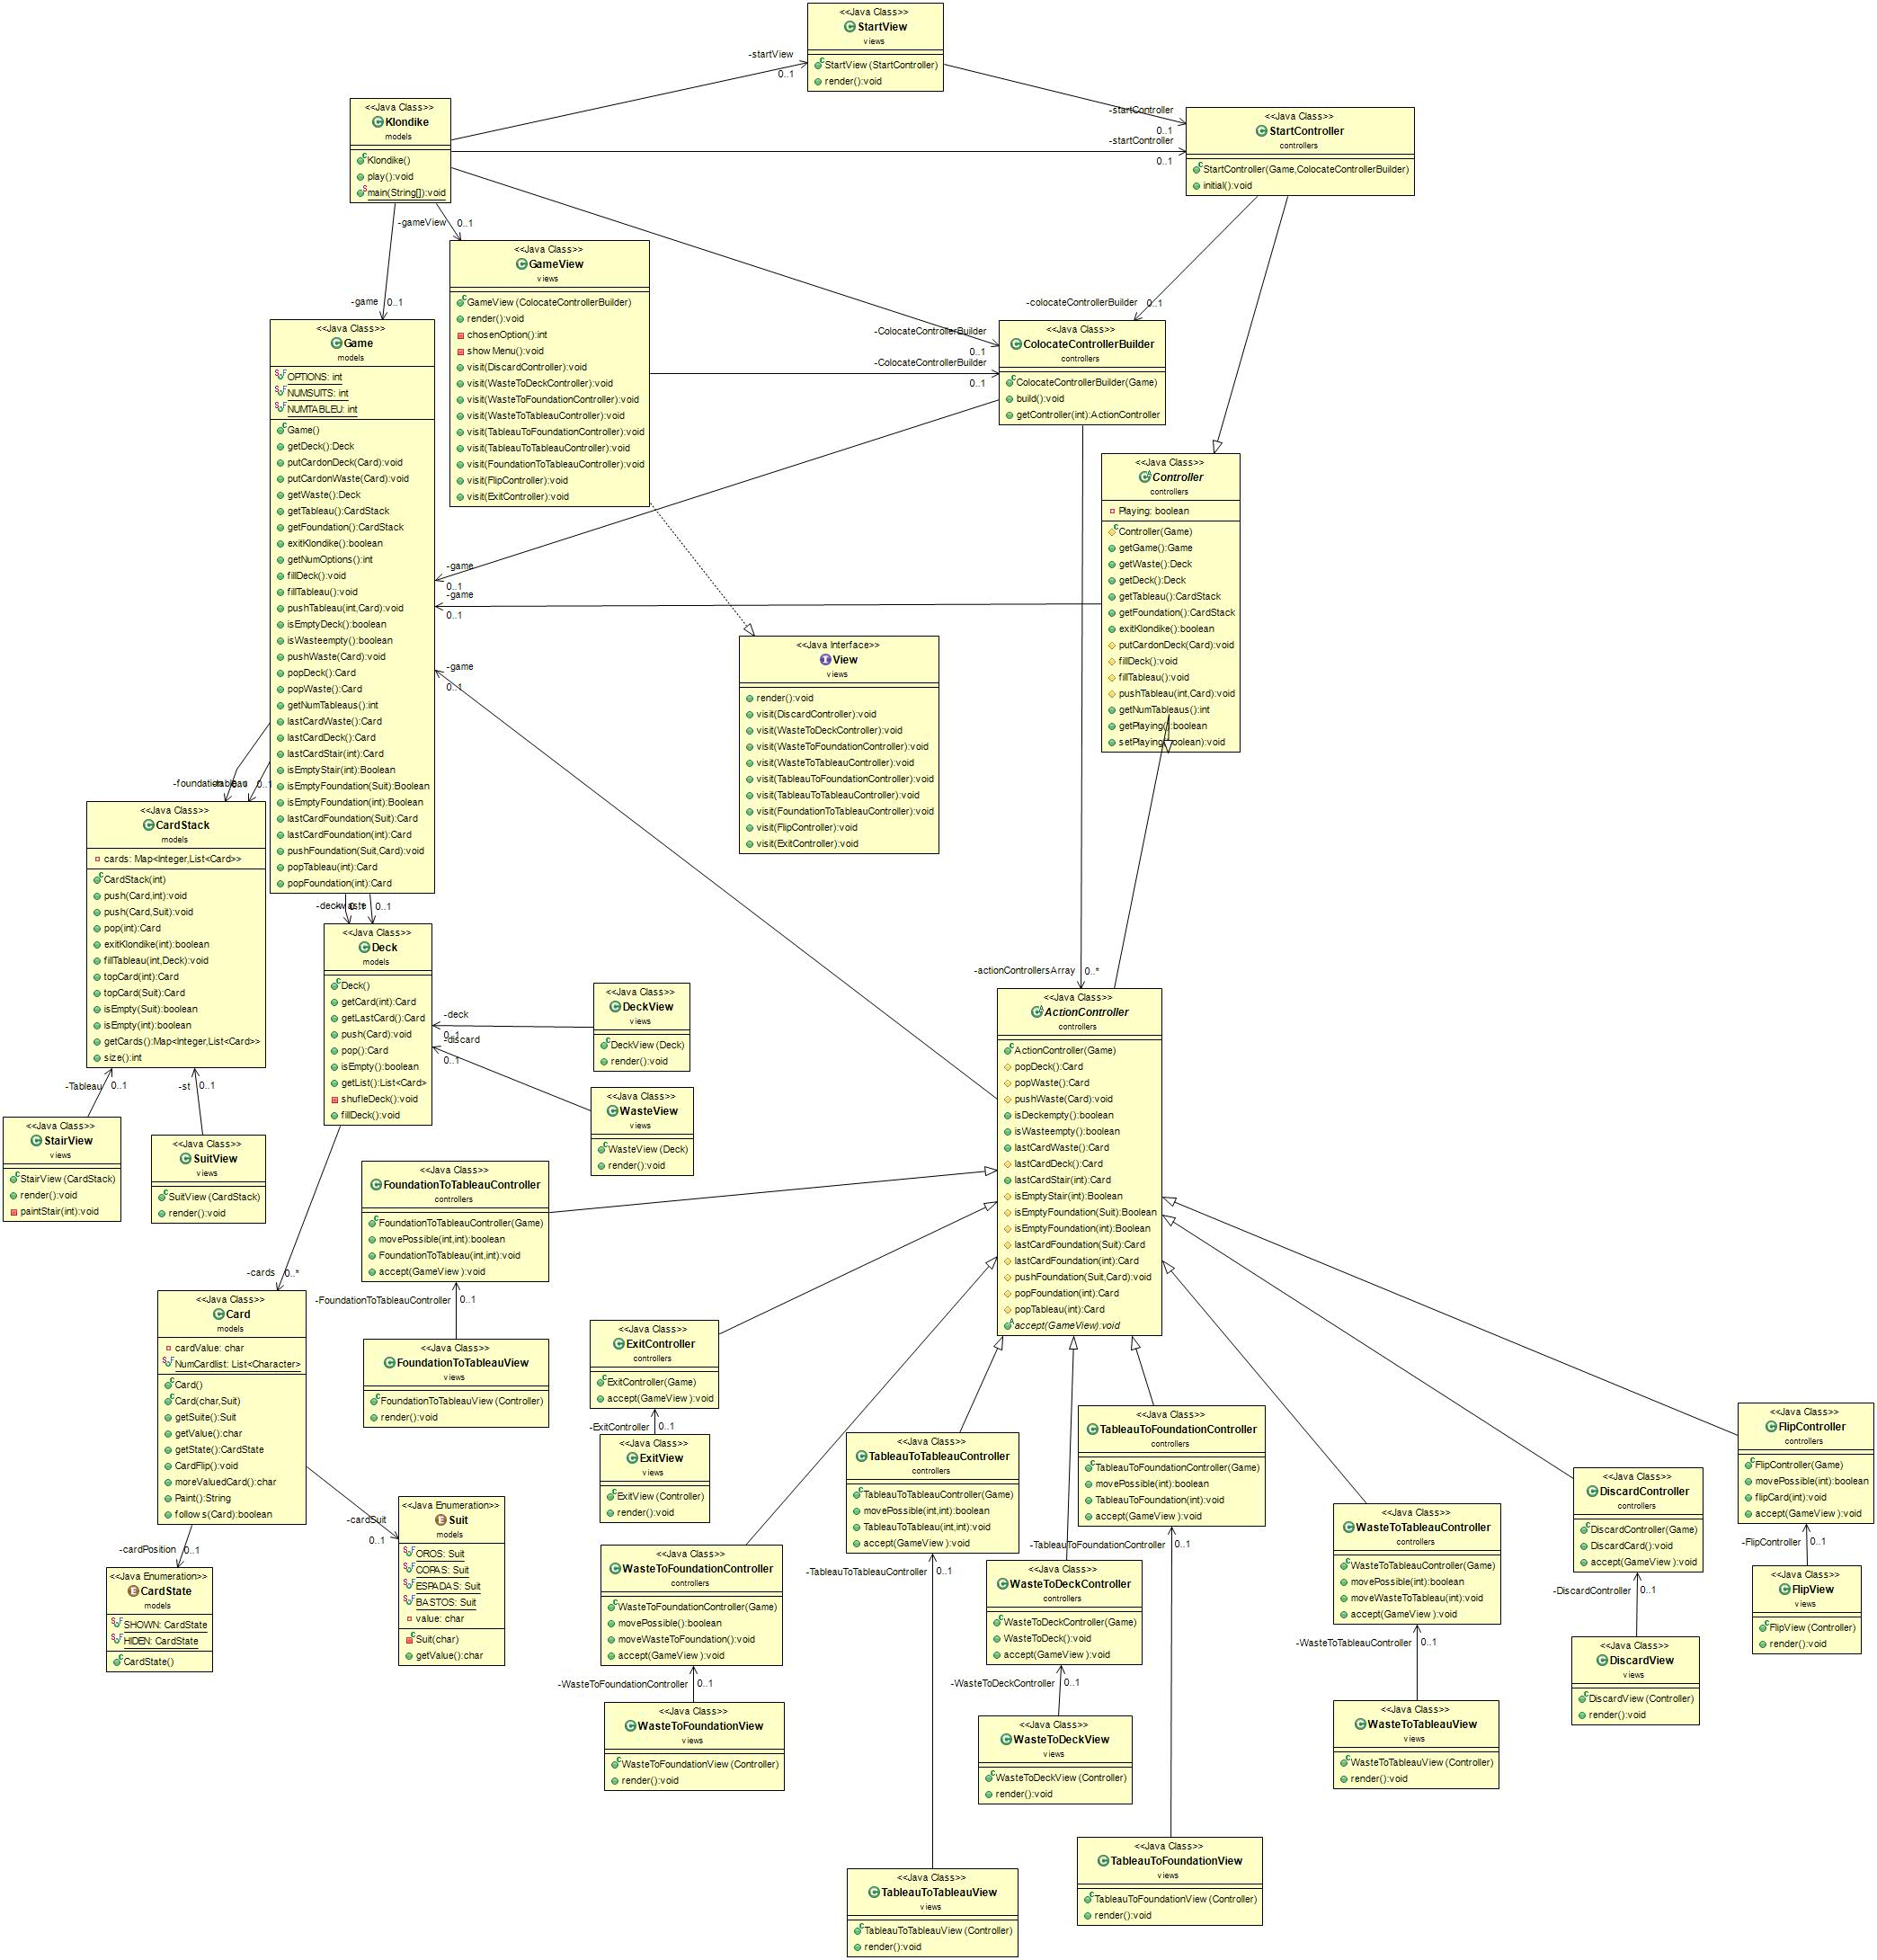 <<Java Class>>
StartView
views
StartView (StartController)
render():void
-startView
0..1
<<Java Class>>
Klondike
models
Klondike()
play():void
main(String[]):void
-startController
0..1
-startController
0..1
<<Java Class>>
StartController
controllers
StartController(Game,ColocateControllerBuilder)
initial():void
-gameView
0..1
<<Java Class>>
GameView
views
GameView (ColocateControllerBuilder)
render():void
chosenOption():int
show Menu():void
visit(DiscardController):void
visit(WasteToDeckController):void
visit(WasteToFoundationController):void
visit(WasteToTableauController):void
visit(TableauToFoundationController):void
visit(TableauToTableauController):void
visit(FoundationToTableauController):void
visit(FlipController):void
visit(ExitController):void
-game
0..1
-colocateControllerBuilder
0..1
-ColocateControllerBuilder
0..1
-ColocateControllerBuilder
0..1
<<Java Class>>
ColocateControllerBuilder
controllers
ColocateControllerBuilder(Game)
build():void
getController(int):ActionController
<<Java Class>>
Game
models
OPTIONS: int
NUMSUITS: int
NUMTABLEU: int
Game()
getDeck():Deck
putCardonDeck(Card):void
putCardonWaste(Card):void
getWaste():Deck
getTableau():CardStack
getFoundation():CardStack
exitKlondike():boolean
getNumOptions():int
fillDeck():void
fillTableau():void
pushTableau(int,Card):void
isEmptyDeck():boolean
isWasteempty():boolean
pushWaste(Card):void
popDeck():Card
popWaste():Card
getNumTableaus():int
lastCardWaste():Card
lastCardDeck():Card
lastCardStair(int):Card
isEmptyStair(int):Boolean
isEmptyFoundation(Suit):Boolean
isEmptyFoundation(int):Boolean
lastCardFoundation(Suit):Card
lastCardFoundation(int):Card
pushFoundation(Suit,Card):void
popTableau(int):Card
popFoundation(int):Card
<<Java Class>>
Controller
controllers
Playing: boolean
Controller(Game)
getGame():Game
getWaste():Deck
getDeck():Deck
getTableau():CardStack
getFoundation():CardStack
exitKlondike():boolean
putCardonDeck(Card):void
fillDeck():void
fillTableau():void
pushTableau(int,Card):void
getNumTableaus():int
getPlaying():boolean
setPlaying(boolean):void
-game
0..1
-game
0..1
-game
0..1
<<Java Interface>>
View
views
render():void
visit(DiscardController):void
visit(WasteToDeckController):void
visit(WasteToFoundationController):void
visit(WasteToTableauController):void
visit(TableauToFoundationController):void
visit(TableauToTableauController):void
visit(FoundationToTableauController):void
visit(FlipController):void
visit(ExitController):void
-foundation
<<Java Class>>
CardStack
models
cards: Map<Integer,List<Card>>
CardStack(int)
push(Card,int):void
push(Card,Suit):void
pop(int):Card
exitKlondike(int):boolean
fillTableau(int,Deck):void
topCard(int):Card
topCard(Suit):Card
isEmpty(Suit):boolean
isEmpty(int):boolean
getCards():Map<Integer,List<Card>>
size():int
-deck
0..1
<<Java Class>>
Deck
models
Deck()
getCard(int):Card
getLastCard():Card
push(Card):void
pop():Card
isEmpty():boolean
getList():List<Card>
shufleDeck():void
fillDeck():void
-deck
0..1
-discard
0..1
<<Java Class>>
DeckView
views
DeckView (Deck)
render():void
<<Java Class>>
WasteView
views
WasteView (Deck)
render():void
-actionControllersArray
0..*
<<Java Class>>
ActionController
controllers
ActionController(Game)
popDeck():Card
popWaste():Card
pushWaste(Card):void
isDeckempty():boolean
isWasteempty():boolean
lastCardWaste():Card
lastCardDeck():Card
lastCardStair(int):Card
isEmptyStair(int):Boolean
isEmptyFoundation(Suit):Boolean
isEmptyFoundation(int):Boolean
lastCardFoundation(Suit):Card
lastCardFoundation(int):Card
pushFoundation(Suit,Card):void
popFoundation(int):Card
popTableau(int):Card
accept(GameView):void
-Tableau
0..1
-st
0..1
<<Java Class>>
StairView
views
StairView (CardStack)
render():void
paintStair(int):void
<<Java Class>>
SuitView
views
SuitView (CardStack)
render():void
<<Java Class>>
FoundationToTableauController
controllers
FoundationToTableauController(Game)
movePossible(int,int):boolean
FoundationToTableau(int,int):void
accept(GameView ):void
-FoundationToTableauController
0..1
<<Java Class>>
FoundationToTableauView
views
FoundationToTableauView (Controller)
render():void
-cards
0..*
<<Java Class>>
Card
models
cardValue: char
NumCardlist: List<Character>
Card()
Card(char,Suit)
getSuite():Suit
getValue():char
getState():CardState
CardFlip():void
moreValuedCard():char
Paint():String
follow s(Card):boolean
-cardSuit
0..1
-cardPosition
0..1
<<Java Enumeration>>
CardState
models
SHOWN: CardState
HIDEN: CardState
CardState()
<<Java Enumeration>>
Suit
models
OROS: Suit
COPAS: Suit
ESPADAS: Suit
BASTOS: Suit
value: char
Suit(char)
getValue():char
<<Java Class>>
ExitController
controllers
ExitController(Game)
accept(GameView ):void
-ExitController
0..1
<<Java Class>>
ExitView
views
ExitView (Controller)
render():void
<<Java Class>>
WasteToFoundationController
controllers
WasteToFoundationController(Game)
movePossible():boolean
moveWasteToFoundation():void
accept(GameView ):void
-WasteToFoundationController
0..1
<<Java Class>>
WasteToFoundationView
views
WasteToFoundationView (Controller)
render():void
<<Java Class>>
TableauToTableauController
controllers
TableauToTableauController(Game)
movePossible(int,int):boolean
TableauToTableau(int,int):void
accept(GameView ):void
-TableauToTableauController
0..1
<<Java Class>>
TableauToTableauView
views
TableauToTableauView (Controller)
render():void
<<Java Class>>
TableauToFoundationController
controllers
TableauToFoundationController(Game)
movePossible(int):boolean
TableauToFoundation(int):void
accept(GameView ):void
-TableauToFoundationController
0..1
<<Java Class>>
WasteToDeckController
controllers
WasteToDeckController(Game)
WasteToDeck():void
accept(GameView ):void
-WasteToDeckController
0..1
<<Java Class>>
WasteToDeckView
views
WasteToDeckView (Controller)
render():void
<<Java Class>>
TableauToFoundationView
views
TableauToFoundationView (Controller)
render():void
<<Java Class>>
WasteToTableauController
controllers
WasteToTableauController(Game)
movePossible(int):boolean
moveWasteToTableau(int):void
accept(GameView ):void
-WasteToTableauController
0..1
<<Java Class>>
WasteToTableauView
views
WasteToTableauView (Controller)
render():void
<<Java Class>>
DiscardController
controllers
DiscardController(Game)
DiscardCard():void
accept(GameView ):void
-DiscardController
0..1
<<Java Class>>
DiscardView
views
DiscardView (Controller)
render():void
<<Java Class>>
FlipController
controllers
FlipController(Game)
movePossible(int):boolean
flipCard(int):void
accept(GameView ):void
-FlipController
0..1
<<Java Class>>
FlipView
views
FlipView (Controller)
render():void